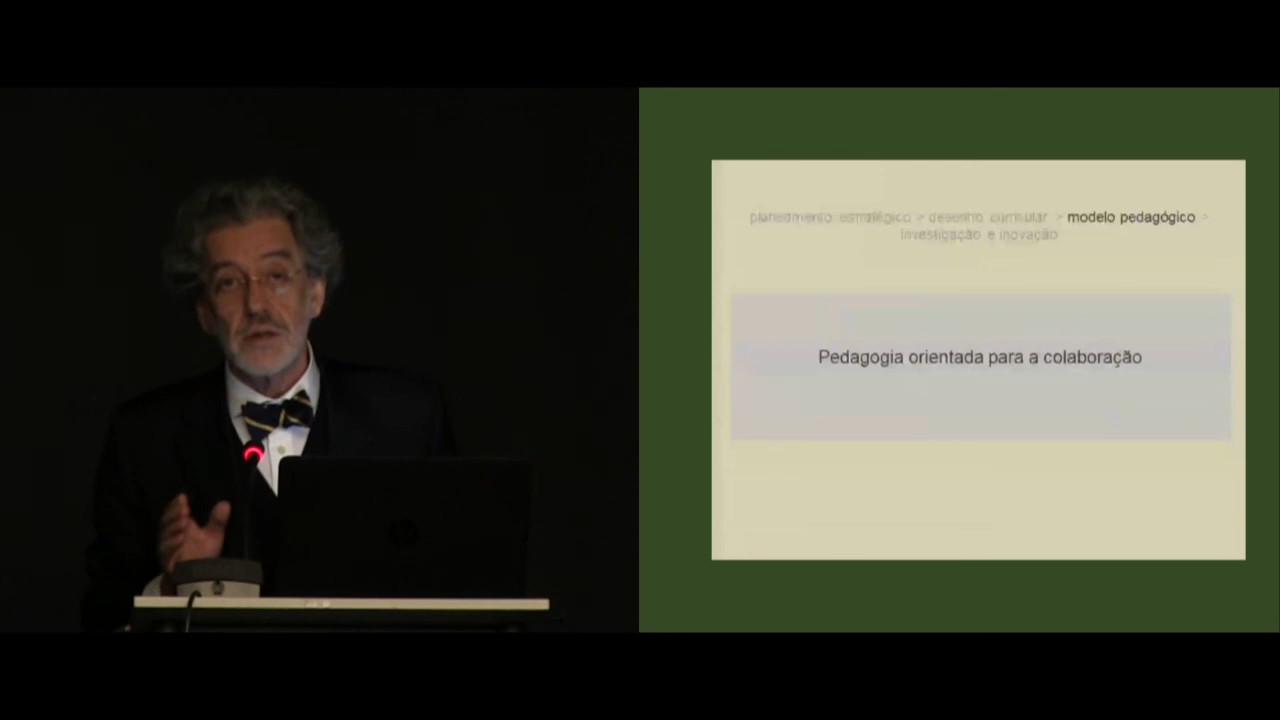 planeamento estratégico > desenho curricular > modelo pedagógico >
investigação e inovação
Pedagogia orientada para a colaboração